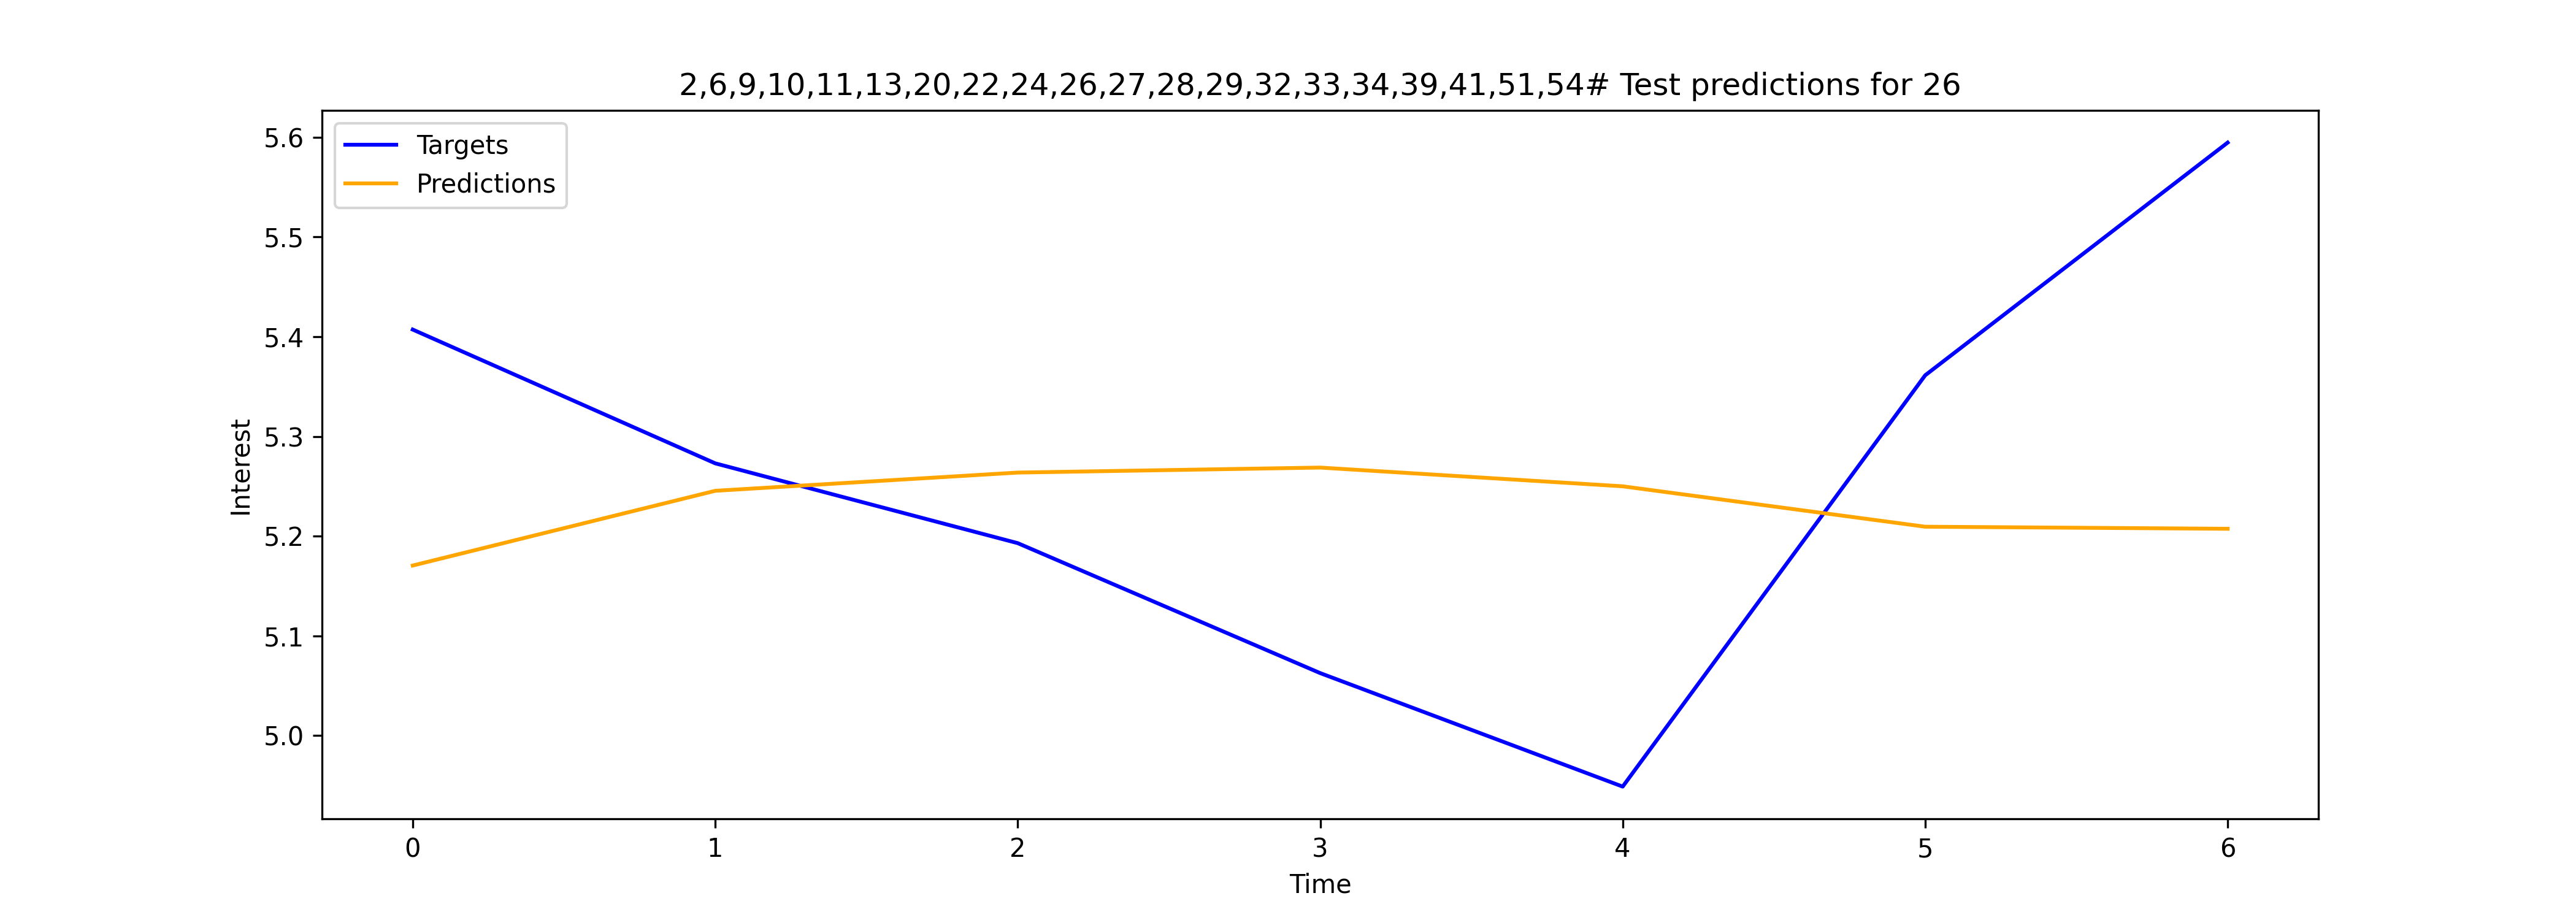 2,6,9,10,11,13,20,22,24,26,27,28,29,32,33,34,39,41,51,54# Test predictions for 26
Targets
Predictions
5.6
5.5
5.4
5.3
5.2
5.1
5.0
Interest
0 1 2 3 4 5 6
Time